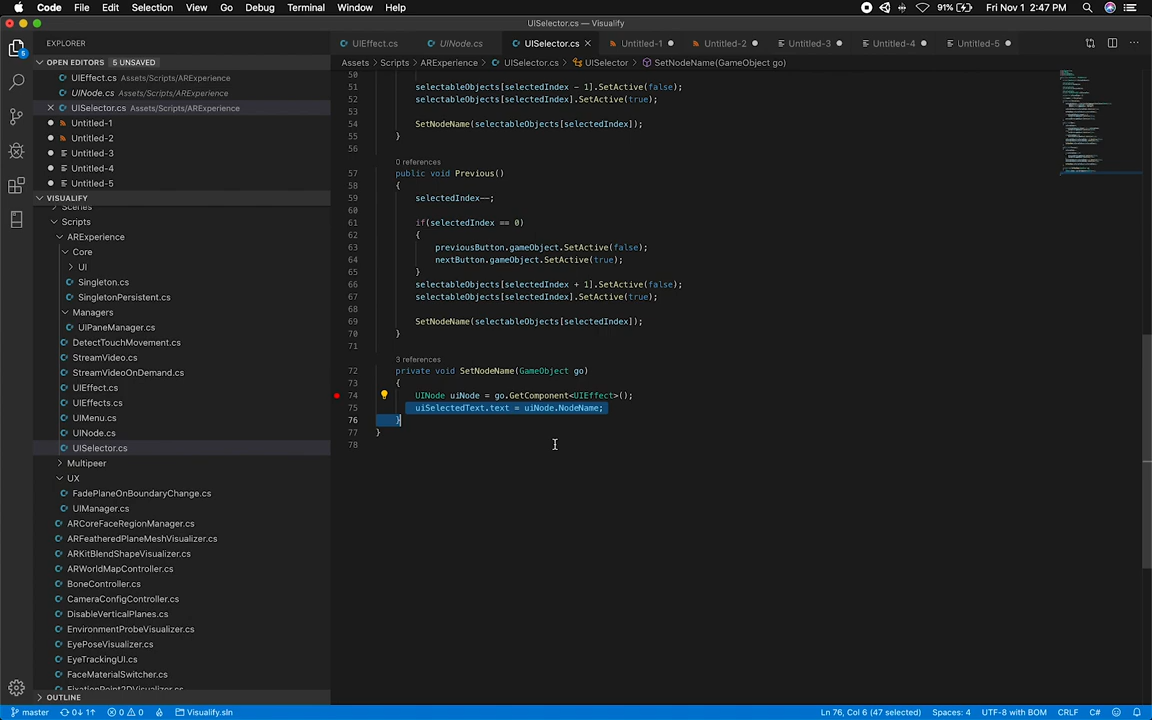 Code File Edit Selection View Go Debug Terminal Window Help 91% Fri Nov 1 2:47 PM
UISelector.cs — Visualify
EXPLORER
UIEffect.cs UINode.cs UISelector.cs Untitled-1 Untitled-2 Untitled-3 Untitled-4 Untitled-5
OPEN EDITORS 5 UNSAVED
Assets > Scripts > ARExperience > UISelector.cs > UISelector > SetNodeName(GameObject go)
UIEffect.cs Assets/Scripts/ARExperience
UINode.cs Assets/Scripts/ARExperience
UISelector.cs Assets/Scripts/ARExperience
Untitled-1
Untitled-2
Untitled-3
Untitled-4
Untitled-5
VISUALIFY
Scenes
Scripts
ARExperience
Core
UI
Singleton.cs
SingletonPersistent.cs
Managers
UIPaneManager.cs
DetectTouchMovement.cs
StreamVideo.cs
StreamVideoOnDemand.cs
UIEffect.cs
UIEffects.cs
UIMenu.cs
UINode.cs
UISelector.cs
Multipeer
UX
FadePlaneOnBoundaryChange.cs
UIManager.cs
ARCoreFaceRegionManager.cs
ARFeatheredPlaneMeshVisualizer.cs
ARKitBlendShapeVisualizer.cs
ARWorldMapController.cs
BoneController.cs
CameraConfigController.cs
DisableVerticalPlanes.cs
EnvironmentProbeVisualizer.cs
EyePoseVisualizer.cs
EyeTrackingUI.cs
FaceMaterialSwitcher.cs
FixationPoint2DVisualizer.cs
OUTLINE
50
51 selectableObjects[selectedIndex - 1].SetActive(false);
52 selectableObjects[selectedIndex].SetActive(true);
53
54 SetNodeName(selectableObjects[selectedIndex]);
55 }
56
0 references
57 public void Previous()
58 {
59 selectedIndex--;
60
61 if(selectedIndex == 0)
62 {
63 previousButton.gameObject.SetActive(false);
64 nextButton.gameObject.SetActive(true);
65 }
66 selectableObjects[selectedIndex + 1].SetActive(false);
67 selectableObjects[selectedIndex].SetActive(true);
68
69 SetNodeName(selectableObjects[selectedIndex]);
70 }
71
3 references
72 private void SetNodeName(GameObject go)
73 {
74 UINode uiNode = go.GetComponent<UIEffect>();
75 uiSelectedText.text = uiNode.NodeName;
76 }
77 }
78
master 0↓ 1↑ 0 0 Visualify.sln Ln 76, Col 6 (47 selected) Spaces: 4 UTF-8 with BOM CRLF C#
5